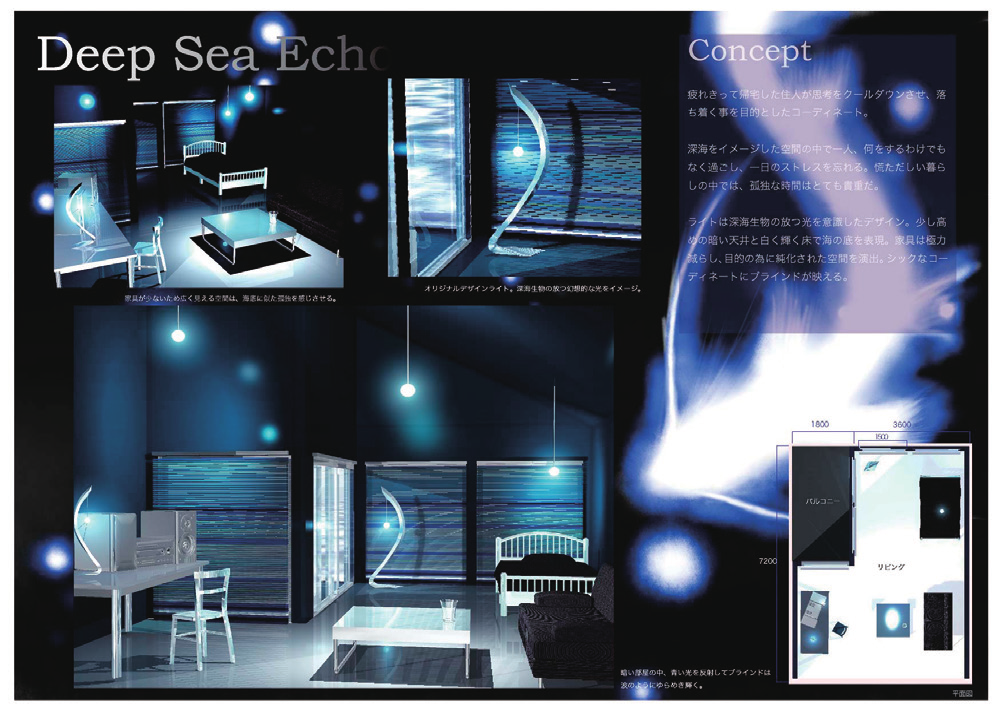 Deep Sea Echo
Concept
疲れきって帰宅した住人が思考をクールダウンさせ、落
ち着く事を目的としたコーディネート。
深海をイメージした空間の中で一人、何をするわけでも
なく過ごし、一日のストレスを忘れる。慌ただしい暮ら
しの中では、孤独な時間はとても貴重だ。
ライトは深海生物の放つ光を意識したデザイン。少し高
めの暗い天井と白く輝く床で海の底を表現。家具は極力
減らし、目的の為に純化された空間を演出。シックなコー
ディネートにブラインドが映える。
家具が少ないため広く見える空間は、海底に似た孤独を感じさせる。
オリジナルデザインライト。深海生物の放つ幻想的な光をイメージ。
1800
3600
1500
バルコニー
7200
リビング
暗い部屋の中、青い光を反射してブラインドは
波のようにゆらめき輝く。
平面図